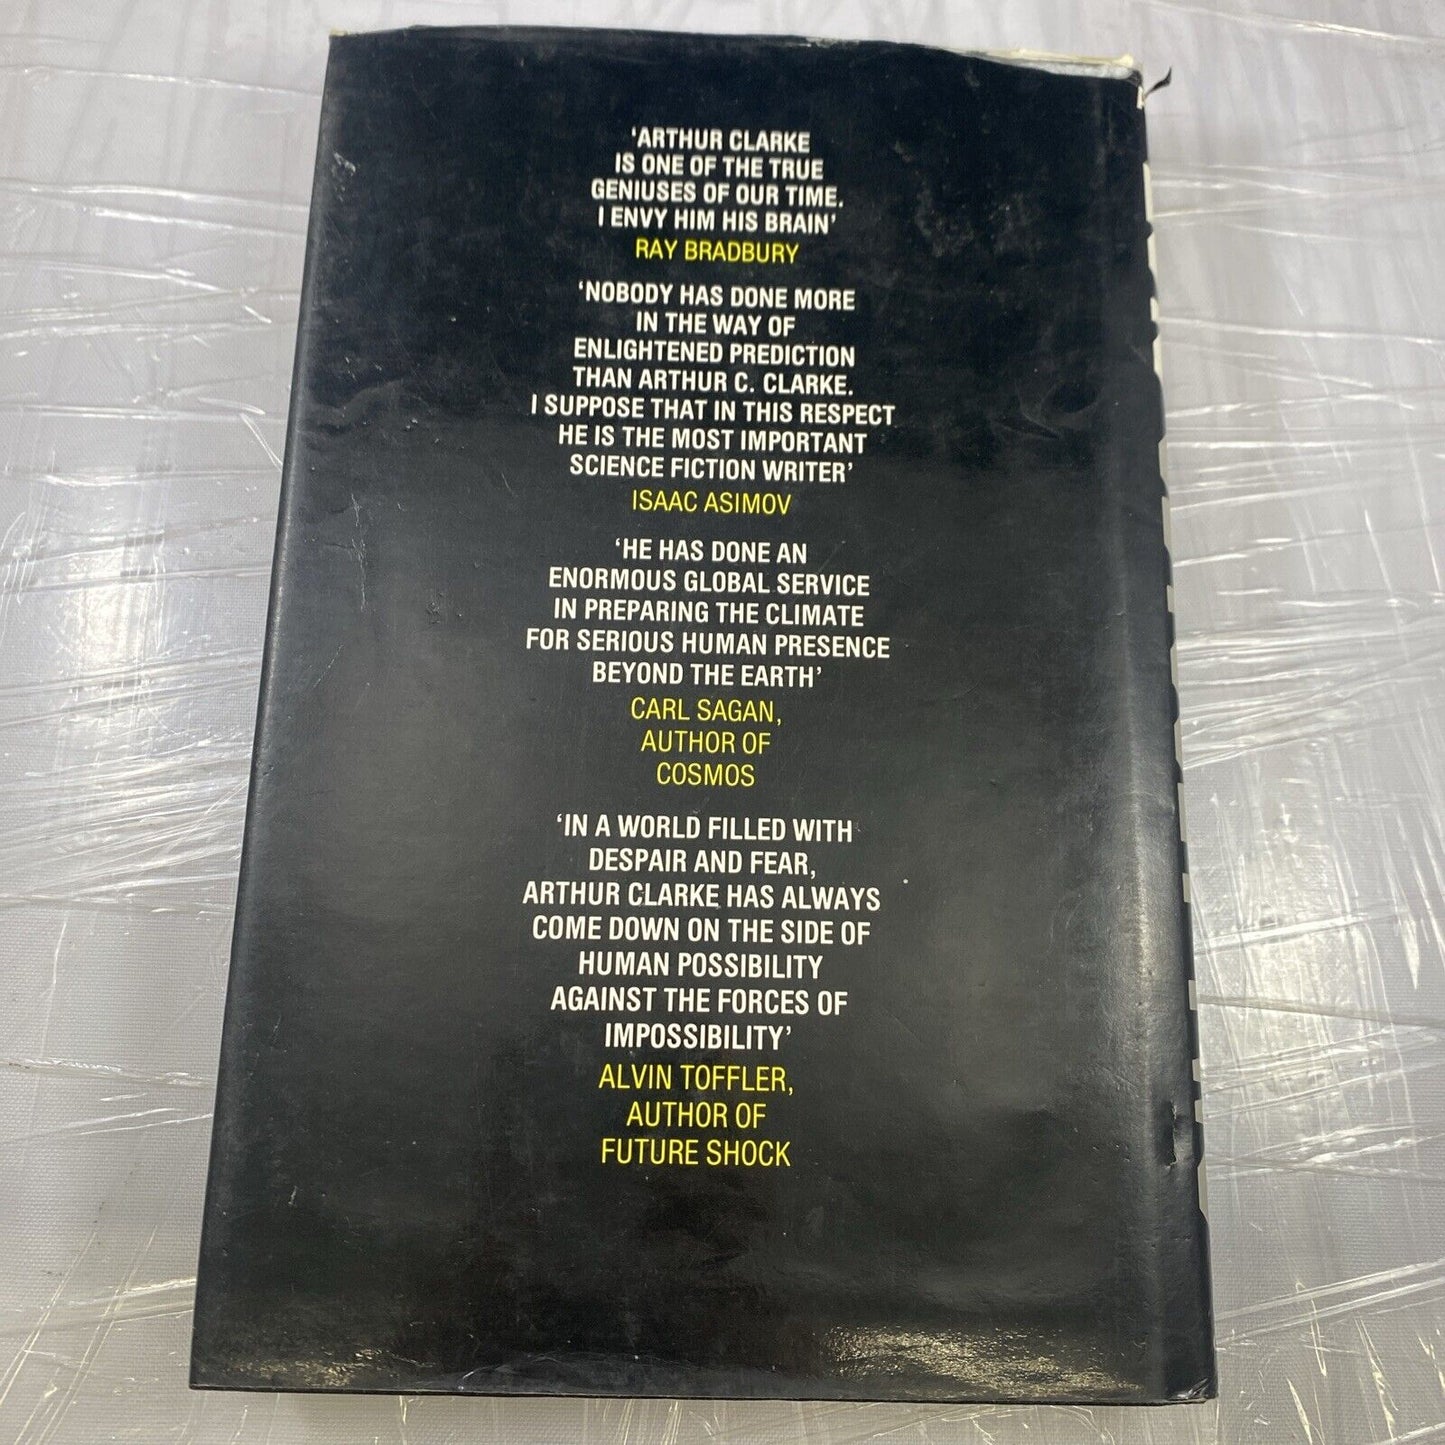 ‘ARTHUR CLARKE
IS ONE OF THE TRUE
GENIUSES OF OUR TIME.
I ENVY HIM HIS BRAIN’
RAY BRADBURY
‘NOBODY HAS DONE MORE
IN THE WAY OF
ENLIGHTENED PREDICTION
THAN ARTHUR C. CLARKE.
I SUPPOSE THAT IN THIS RESPECT
HE IS THE MOST IMPORTANT
SCIENCE FICTION WRITER’
ISAAC ASIMOV
‘HE HAS DONE AN
ENORMOUS GLOBAL SERVICE
IN PREPARING THE CLIMATE
FOR SERIOUS HUMAN PRESENCE
BEYOND THE EARTH’
CARL SAGAN,
AUTHOR OF
COSMOS
‘IN A WORLD FILLED WITH
DESPAIR AND FEAR,
ARTHUR CLARKE HAS ALWAYS
COME DOWN ON THE SIDE OF
HUMAN POSSIBILITY
AGAINST THE FORCES OF
IMPOSSIBILITY’
ALVIN TOFFLER,
AUTHOR OF
FUTURE SHOCK